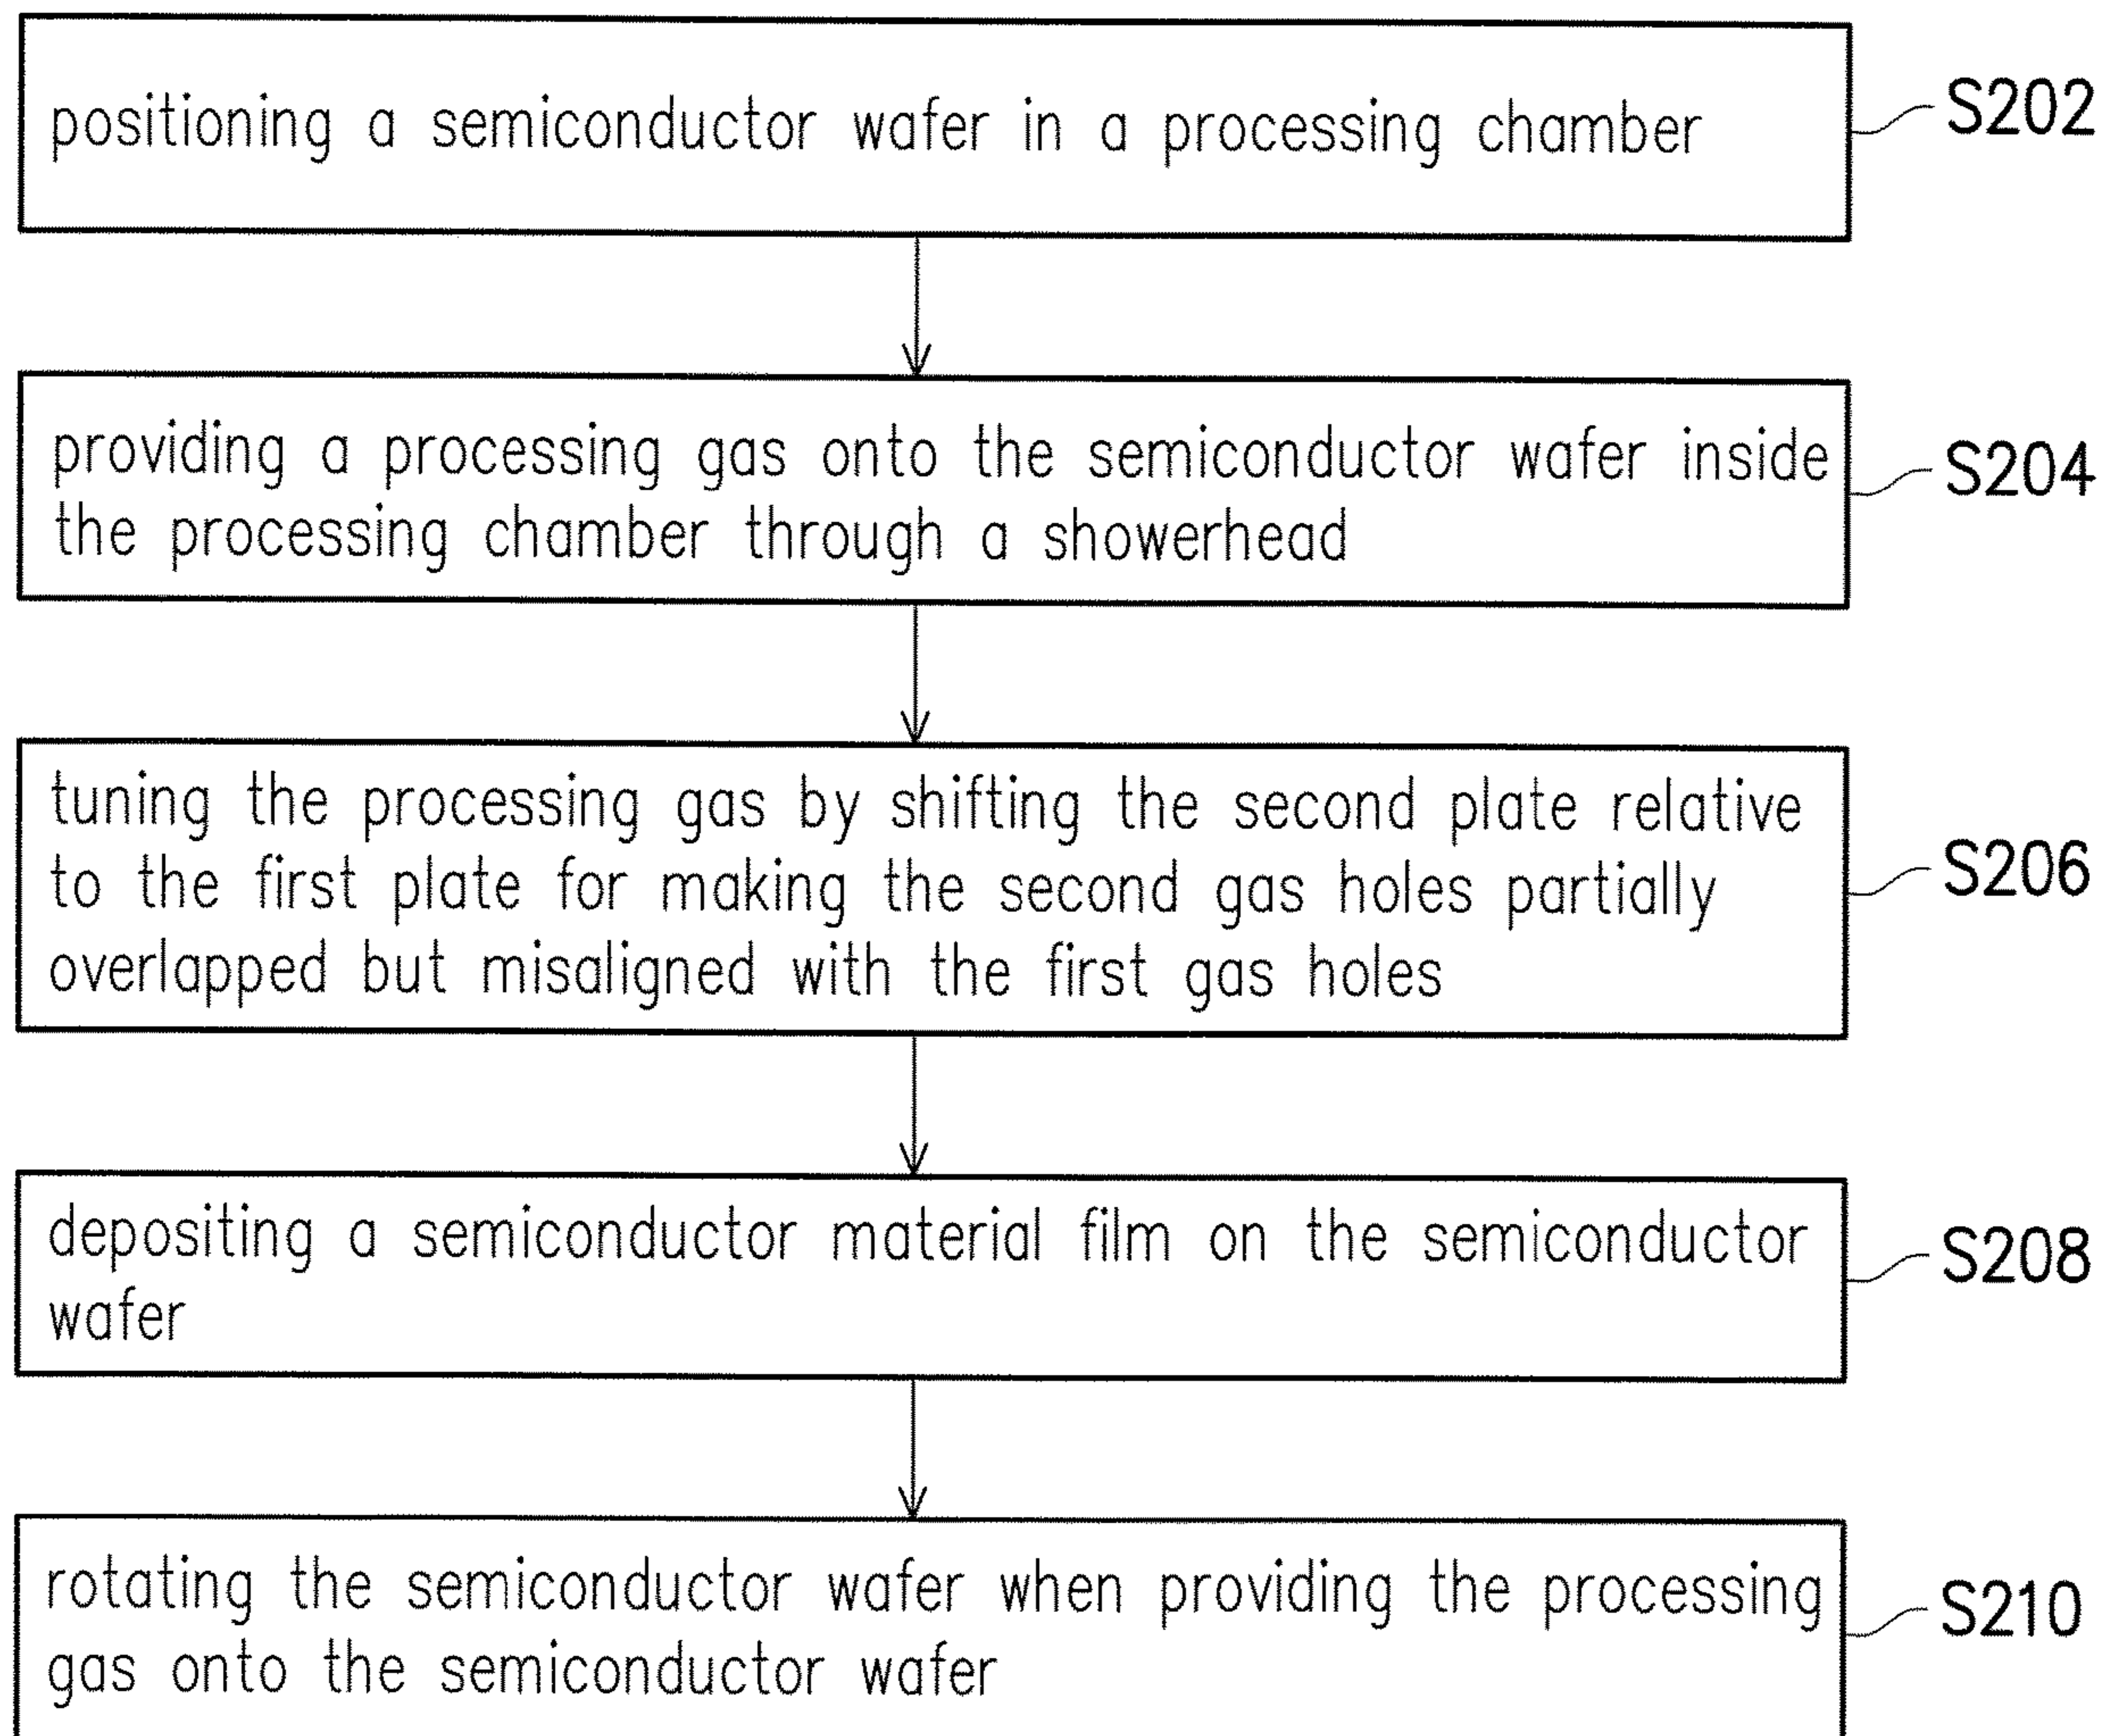 positioning a semiconductor wafer in a processing chamber
S202
providing a processing gas onto the semiconductor wafer inside
the processing chamber through a showerhead
S204
tuning the processing gas by shifting the second plate relative
to the first plate for making the second gas holes partially
overlapped but misaligned with the first gas holes
S206
depositing a semiconductor material film on the semiconductor
wafer
S208
rotating the semiconductor wafer when providing the processing
gas onto the semiconductor wafer
S210